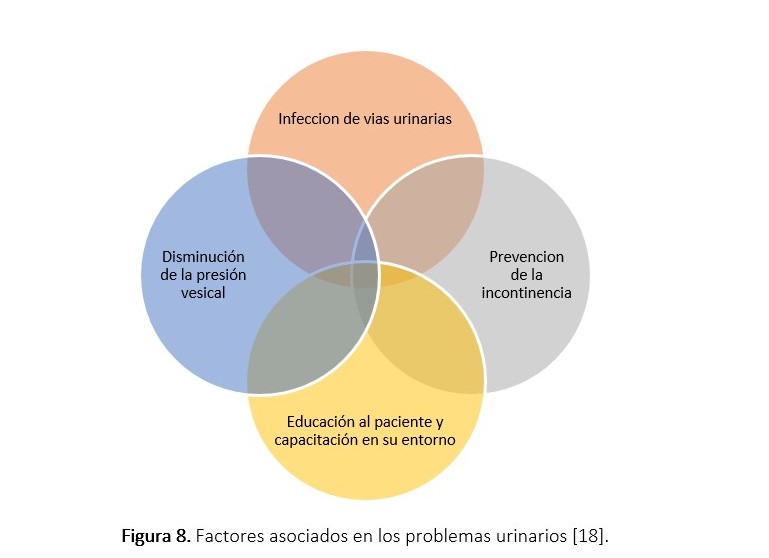 Infeccion de vias urinarias
Disminución
de la presión
vesical
Prevencion
de la
incontinencia
Educación al paciente y
capacitación en su entorno
Figura 8. Factores asociados en los problemas urinarios [18].